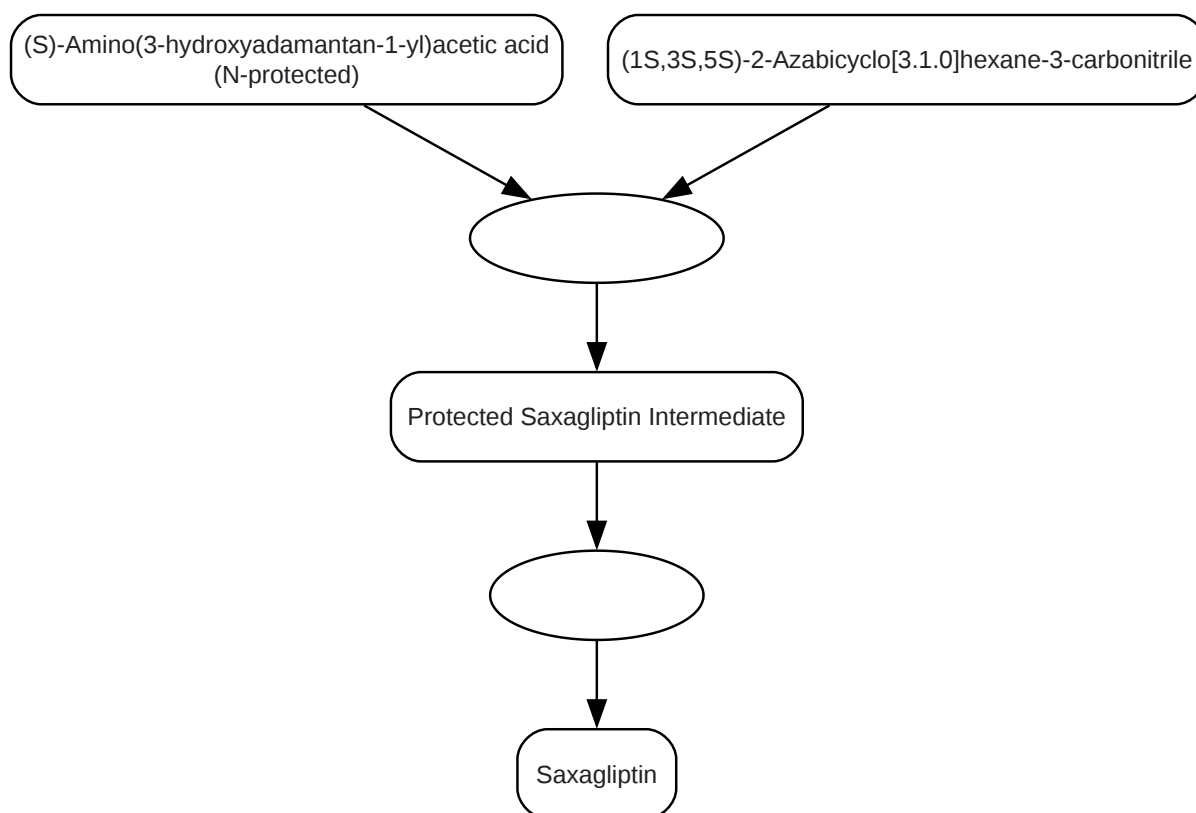 (S)-Amino(3-hydroxyadamantan-1-yl)acetic acid
(N-protected)
(1S,3S,5S)-2-Azabicyclo[3.1.0]hexane-3-carbonitrile
Protected Saxagliptin Intermediate
Saxagliptin